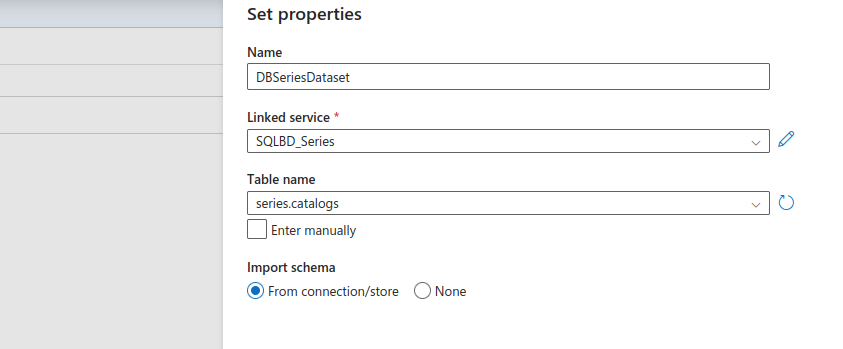 Set properties
Name
DBSeriesDataset
Linked service *
SQLBD_Series
Table name
series.catalogs
Enter manually
Import schema
From connection/store None